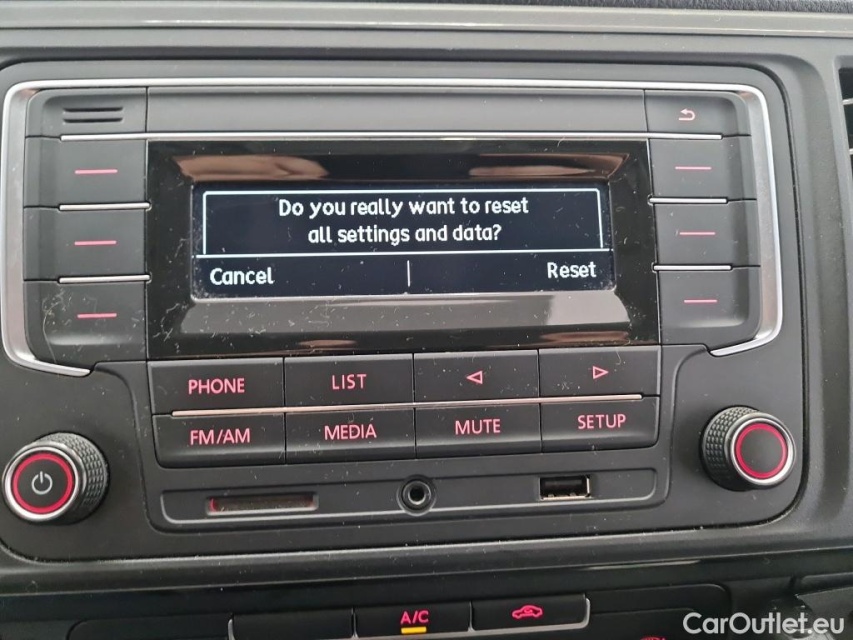 Do you really want to reset
all settings and data?
Cancel
Reset
PHONE
LIST
FM/AM
MEDIA
MUTE
SETUP
A/C
CarOutlet.eu